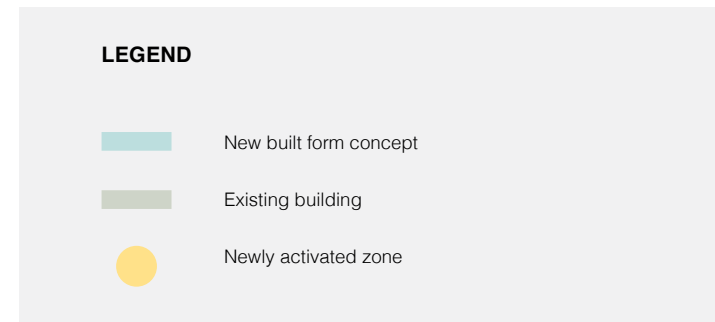 LEGEND
New built form concept
Existing building
Newly activated zone